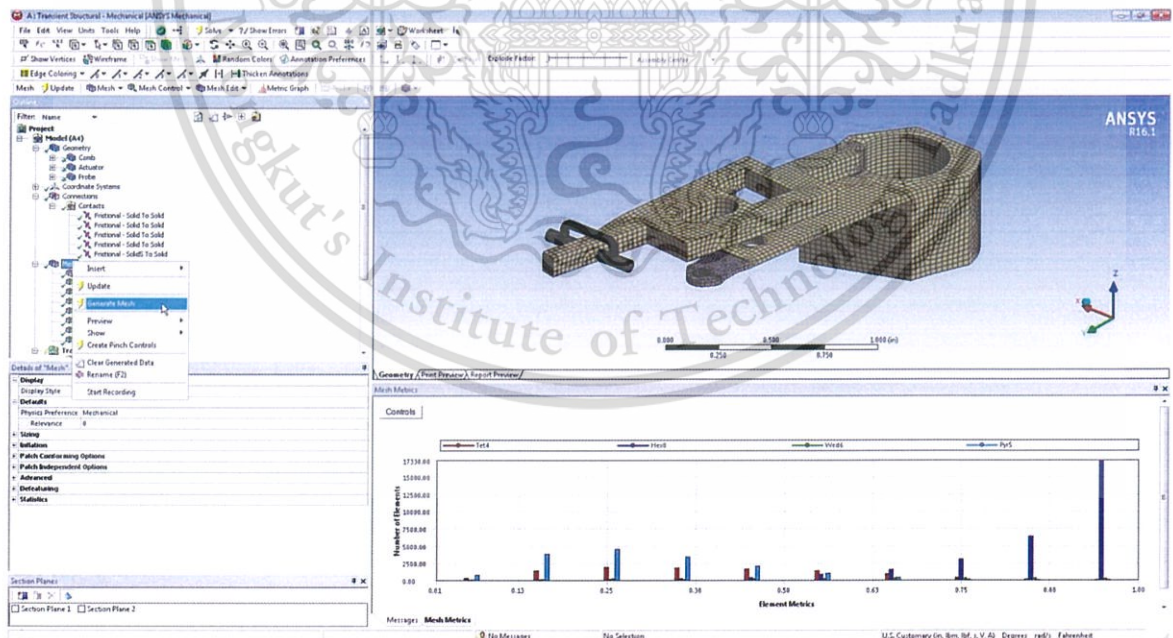 A : Transient Structural - Mechanical [ANSYS Mechanical]
File Edit View Units Tools Help Solve ?/ Show Errors Worksheet
Show Vertices Wireframe Random Colors Annotation Preferences Explode Factor: Assembly Center
Edge Coloring Thicken Annotations
Mesh Update Mesh Mesh Control Mesh Edit Metric Graph
Outline
Filter: Name
Project
Model (A4)
Geometry
Comb
Actuator
Probe
Coordinate Systems
Connections
Contacts
Frictional - Solid To Solid
Frictional - Solid To Solid
Frictional - Solid To Solid
Frictional - Solid To Solid
Frictional - SolidS To Solid
Insert
Update
Generate Mesh
Preview
Show
Create Pinch Controls
Clear Generated Data
Rename (F2)
Start Recording
ANSYS
R16.1
0.000 0.500 1.000 (in)
0.250 0.750
Z
X
Y
Geometry Print Preview Report Preview
Details of "Mesh"
Display
Display Style
Defaults
Physics Preference Mechanical
Relevance 0
Sizing
Inflation
Patch Conforming Options
Patch Independent Options
Advanced
Defeaturing
Statistics
Section Planes
Section Plane 1 Section Plane 2
Mesh Metrics
Controls
Tet4 Hex8 Wed6 Pyr5
Number of Elements
17330.00
15000.00
12500.00
10000.00
7500.00
5000.00
2500.00
0.00
0.01 0.13 0.25 0.38 0.50 0.63 0.75 0.88 1.00
Element Metrics
Messages Mesh Metrics
No Messages No Selection U.S. Customary (in, lbm, lbf, s, V, A) Degrees rad/s Fahrenheit
Institute of Technology